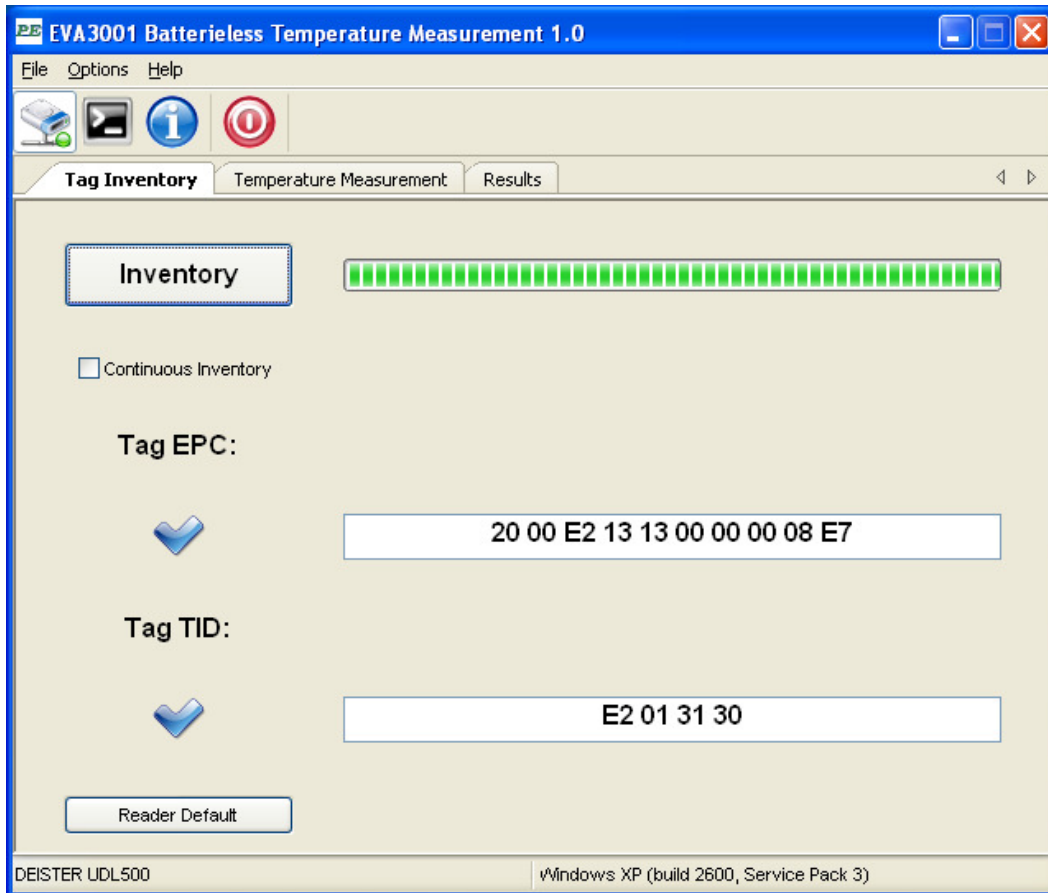 PE EVA3001 Batterieless Temperature Measurement 1.0
File Options Help
Tag Inventory Temperature Measurement Results
Inventory
Continuous Inventory
Tag EPC:
20 00 E2 13 13 00 00 00 08 E7
Tag TID:
E2 01 31 30
Reader Default
DEISTER UDL500 Windows XP (build 2600, Service Pack 3)